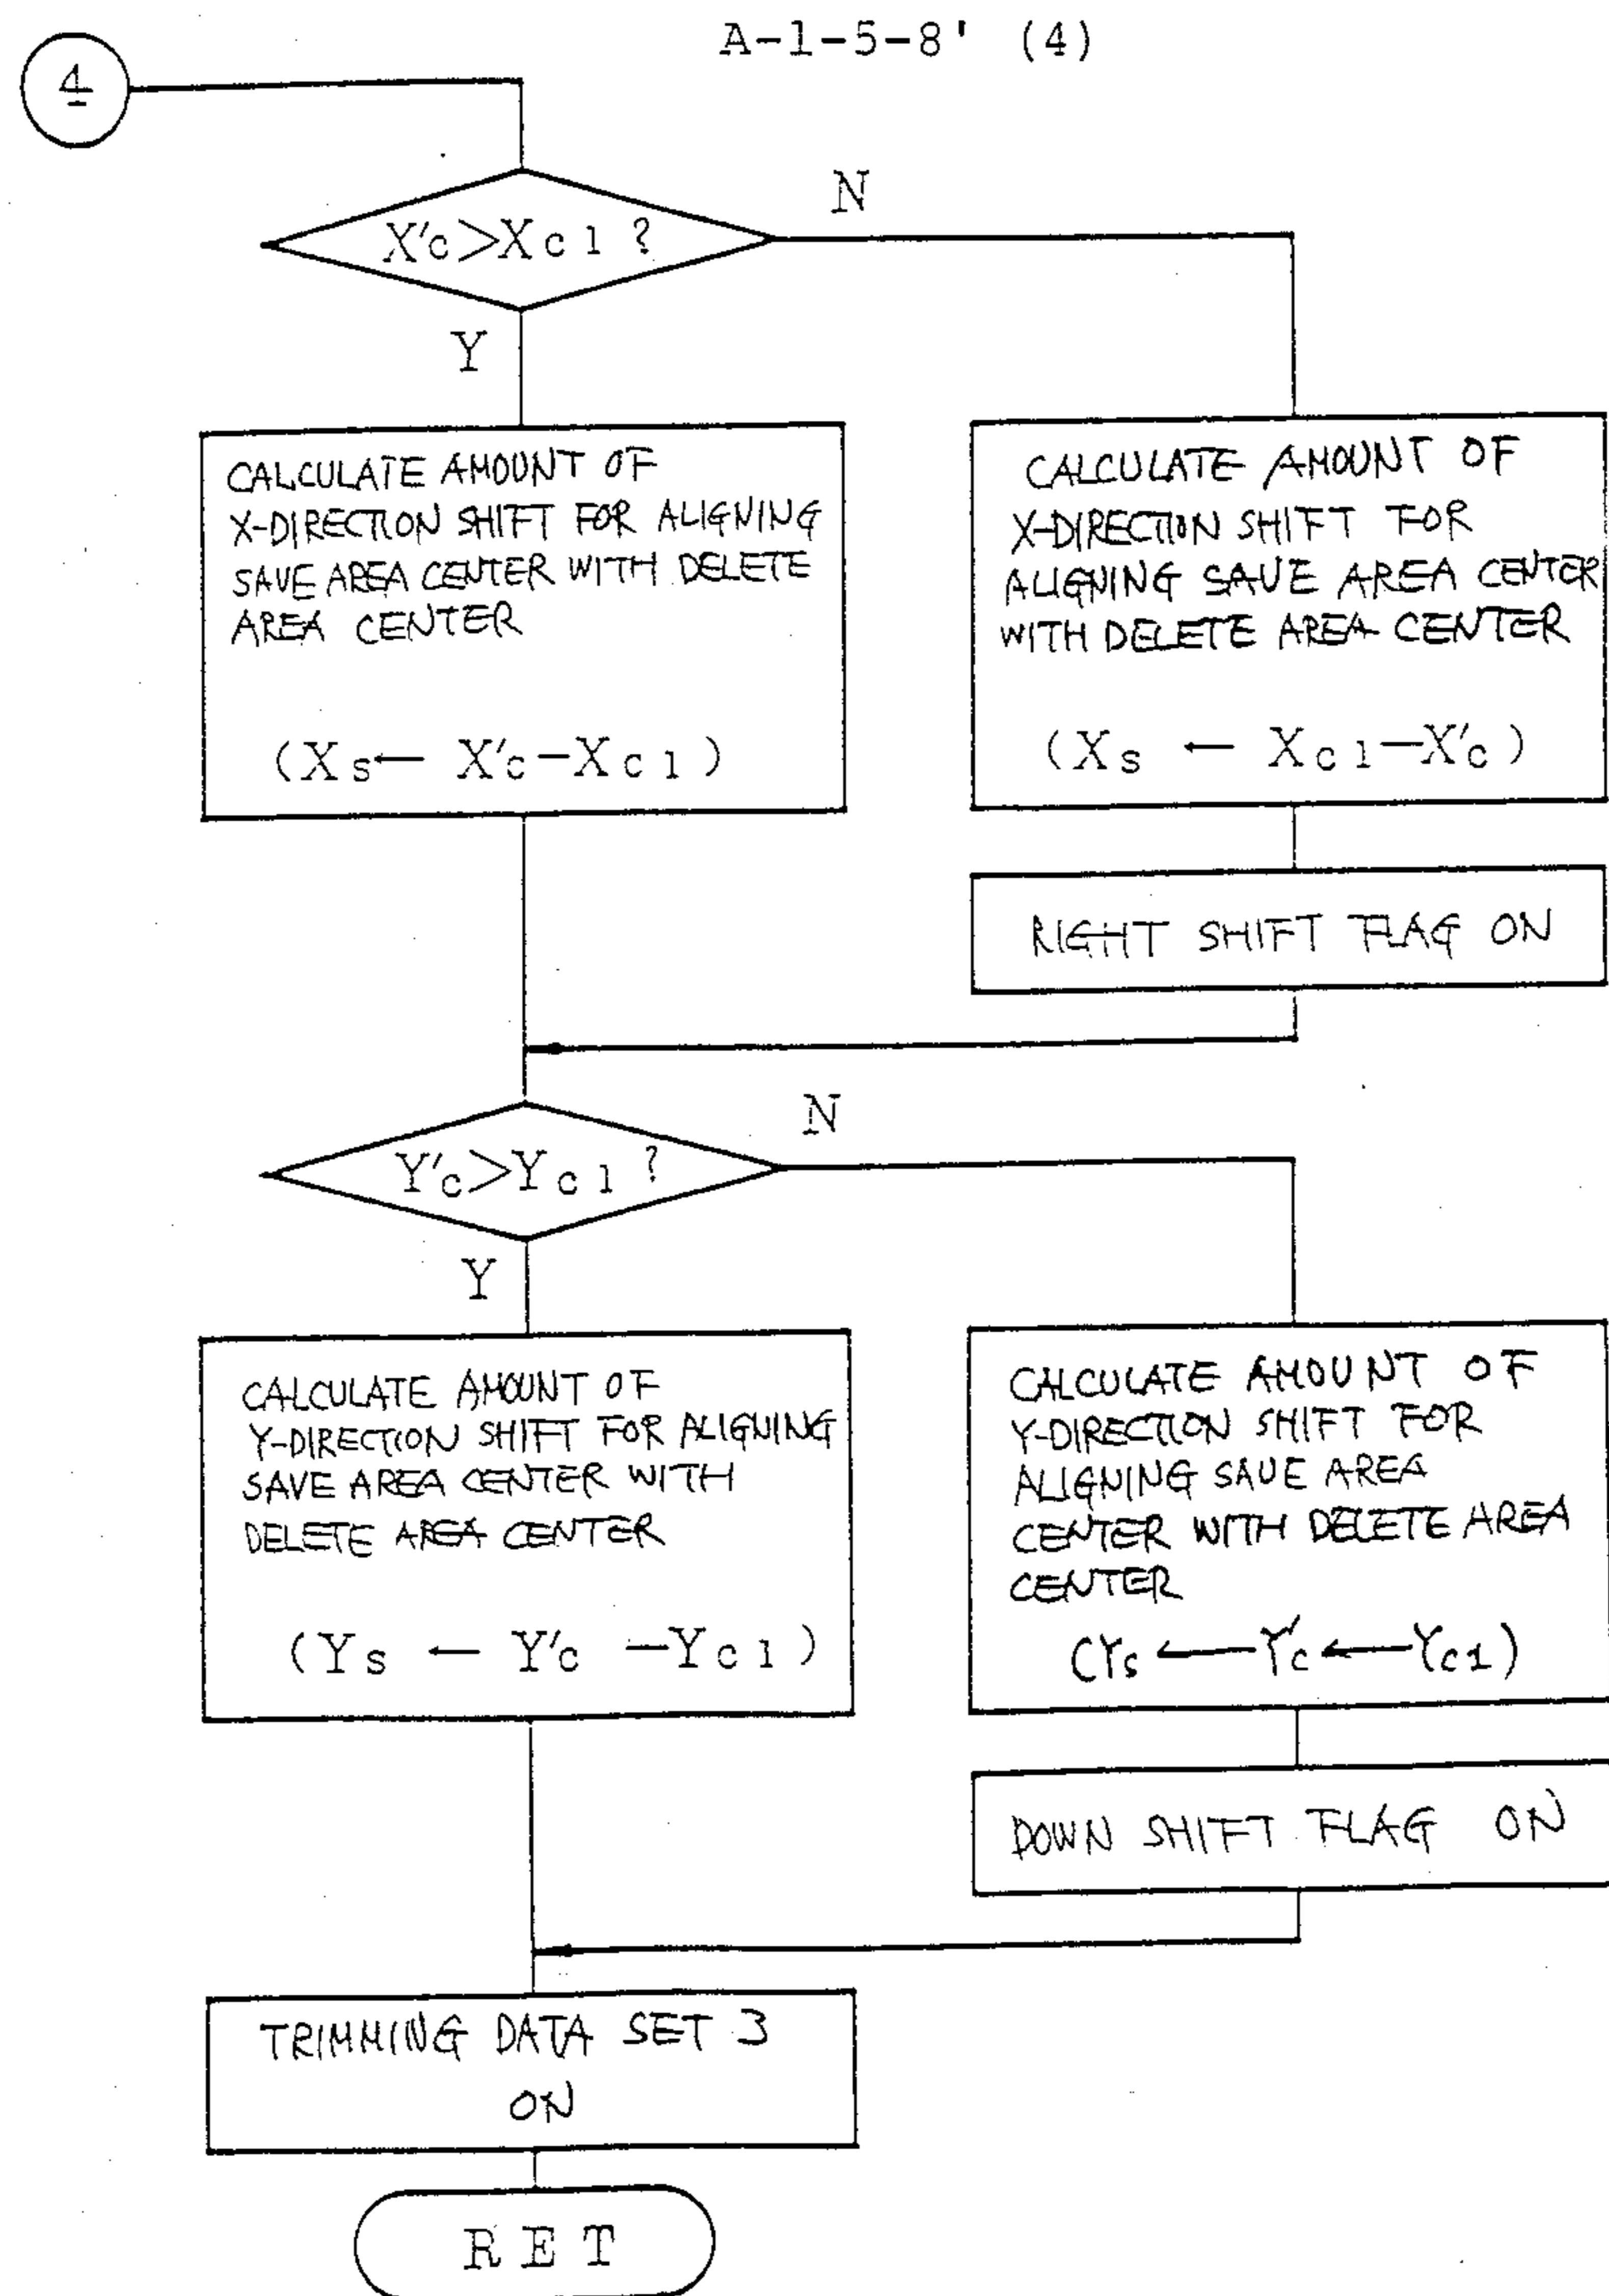 A-1-5-8' (4)
4
X'c>Xc1 ?
N
Y
CALCULATE AMOUNT OF
X-DIRECTION SHIFT FOR ALIGNING
SAVE AREA CENTER WITH DELETE
AREA CENTER
(Xs← X'c−Xc1)
CALCULATE AMOUNT OF
X-DIRECTION SHIFT FOR
ALIGNING SAVE AREA CENTER
WITH DELETE AREA CENTER
(Xs ← Xc1−X'c)
RIGHT SHIFT FLAG ON
Y'c>Yc1 ?
N
Y
CALCULATE AMOUNT OF
Y-DIRECTION SHIFT FOR ALIGNING
SAVE AREA CENTER WITH
DELETE AREA CENTER
(Ys ← Y'c −Yc1)
CALCULATE AMOUNT OF
Y-DIRECTION SHIFT FOR
ALIGNING SAVE AREA
CENTER WITH DELETE AREA
CENTER
(Ys ← Y'c ← Yc1)
DOWN SHIFT FLAG ON
TRIMMING DATA SET 3
ON
RET